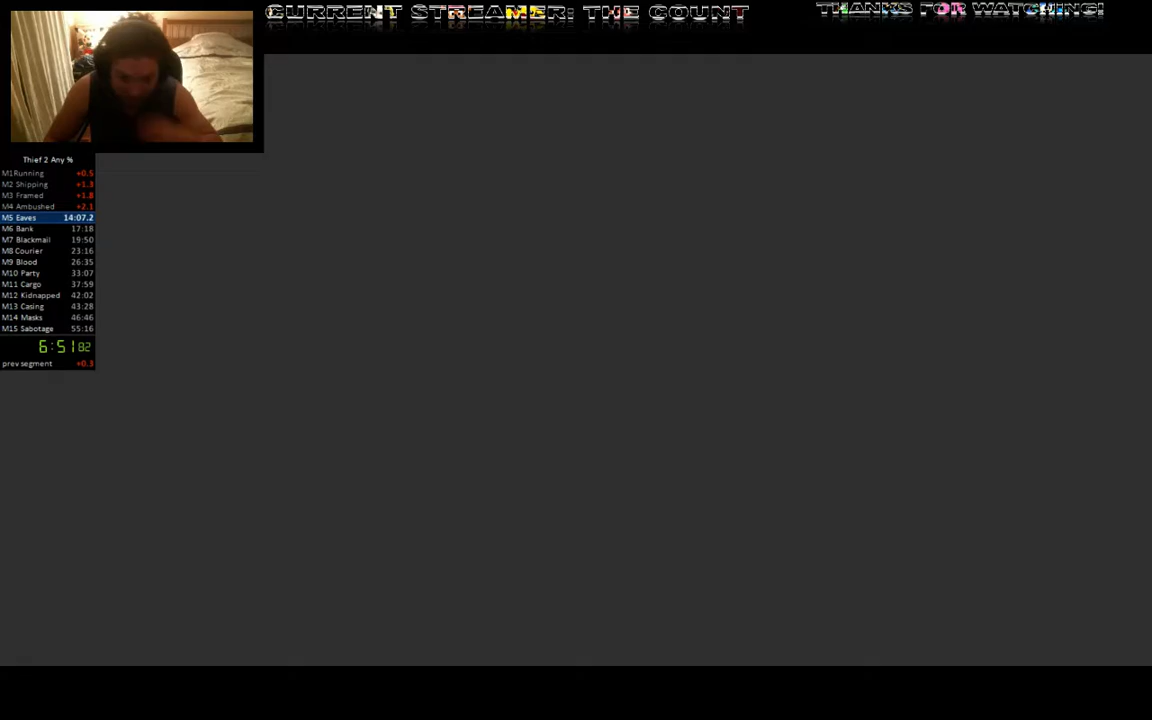 CURRENT STREAMER: THE COUNT
THANKS FOR WATCHING!
Thief 2 Any %
M1Running +0.5
M2 Shipping +1.3
M3 Framed +1.8
M4 Ambushed +2.1
M5 Eaves 14:07.2
M6 Bank 17:18
M7 Blackmail 19:50
M8 Courier 23:16
M9 Blood 26:35
M10 Party 33:07
M11 Cargo 37:59
M12 Kidnapped 42:02
M13 Casing 43:28
M14 Masks 46:46
M15 Sabotage 55:16
6:51 82
prev segment +0.3